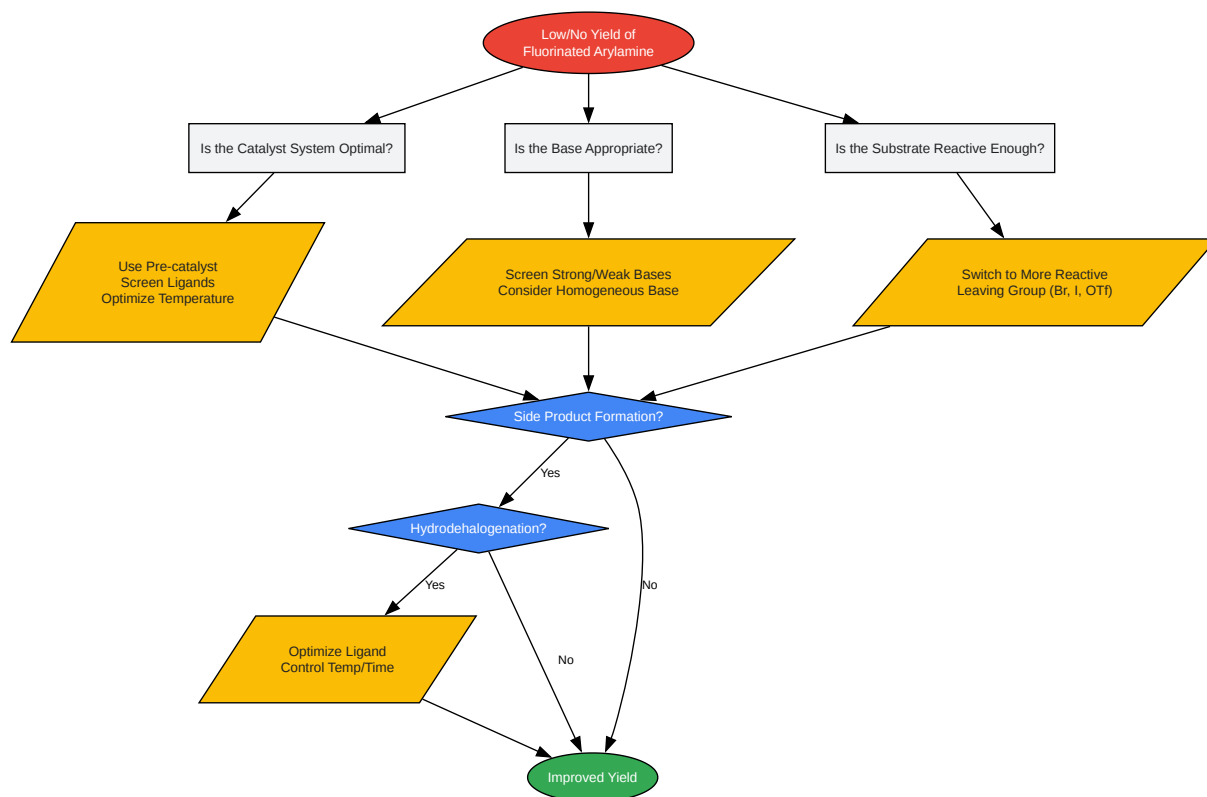 Low/No Yield of
Fluorinated Arylamine
Is the Catalyst System Optimal?
Is the Base Appropriate?
Is the Substrate Reactive Enough?
Use Pre-catalyst
Screen Ligands
Optimize Temperature
Screen Strong/Weak Bases
Consider Homogeneous Base
Switch to More Reactive
Leaving Group (Br, I, OTf)
Side Product Formation?
Yes
Hydrodehalogenation?
No
Yes
Optimize Ligand
Control Temp/Time
No
Improved Yield